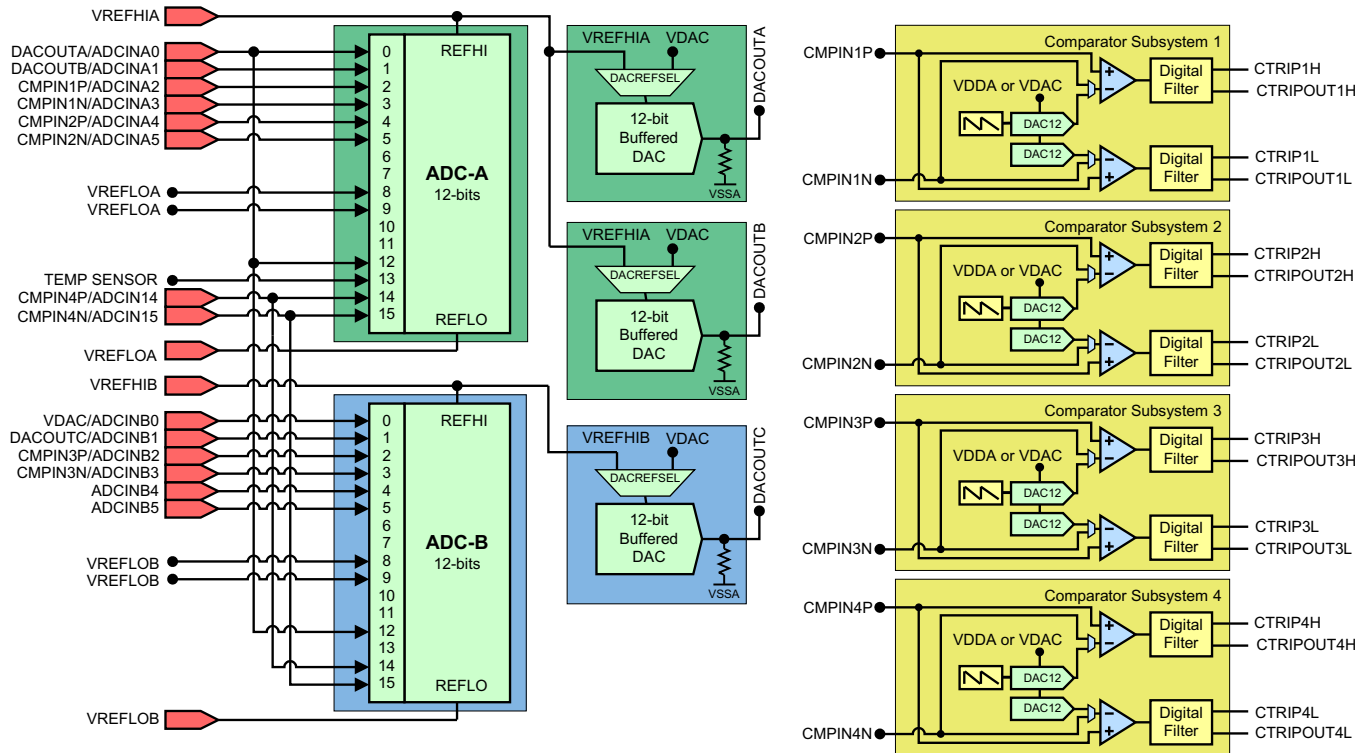 VREFHIA
DACOUTA/ADCINA0
DACOUTB/ADCINA1
CMPIN1P/ADCINA2
CMPIN1N/ADCINA3
CMPIN2P/ADCINA4
CMPIN2N/ADCINA5
VREFLOA
VREFLOA
TEMP SENSOR
CMPIN4P/ADCIN14
CMPIN4N/ADCIN15
VREFLOA
0
1
2
3
4
5
6
7
8
9
10
11
12
13
14
15
REFHI
ADC-A
12-bits
REFLO
VREFHIB
VDAC/ADCINB0
DACOUTC/ADCINB1
CMPIN3P/ADCINB2
CMPIN3N/ADCINB3
ADCINB4
ADCINB5
VREFLOB
VREFLOB
VREFLOB
0
1
2
3
4
5
6
7
8
9
10
11
12
13
14
15
REFHI
ADC-B
12-bits
REFLO
VREFHIA
VDAC
DACREFSEL
12-bit
Buffered
DAC
VSSA
DACOUTA
VREFHIA
VDAC
DACREFSEL
12-bit
Buffered
DAC
VSSA
DACOUTB
VREFHIB
VDAC
DACREFSEL
12-bit
Buffered
DAC
VSSA
DACOUTC
Comparator Subsystem 1
CMPIN1P
VDDA or VDAC
DAC12
DAC12
CMPIN1N
+
−
−
+
Digital
Filter
Digital
Filter
CTRIP1H
CTRIPOUT1H
CTRIP1L
CTRIPOUT1L
Comparator Subsystem 2
CMPIN2P
VDDA or VDAC
DAC12
DAC12
CMPIN2N
+
−
−
+
Digital
Filter
Digital
Filter
CTRIP2H
CTRIPOUT2H
CTRIP2L
CTRIPOUT2L
Comparator Subsystem 3
CMPIN3P
VDDA or VDAC
DAC12
DAC12
CMPIN3N
+
−
−
+
Digital
Filter
Digital
Filter
CTRIP3H
CTRIPOUT3H
CTRIP3L
CTRIPOUT3L
Comparator Subsystem 4
CMPIN4P
VDDA or VDAC
DAC12
DAC12
CMPIN4N
+
−
−
+
Digital
Filter
Digital
Filter
CTRIP4H
CTRIPOUT4H
CTRIP4L
CTRIPOUT4L